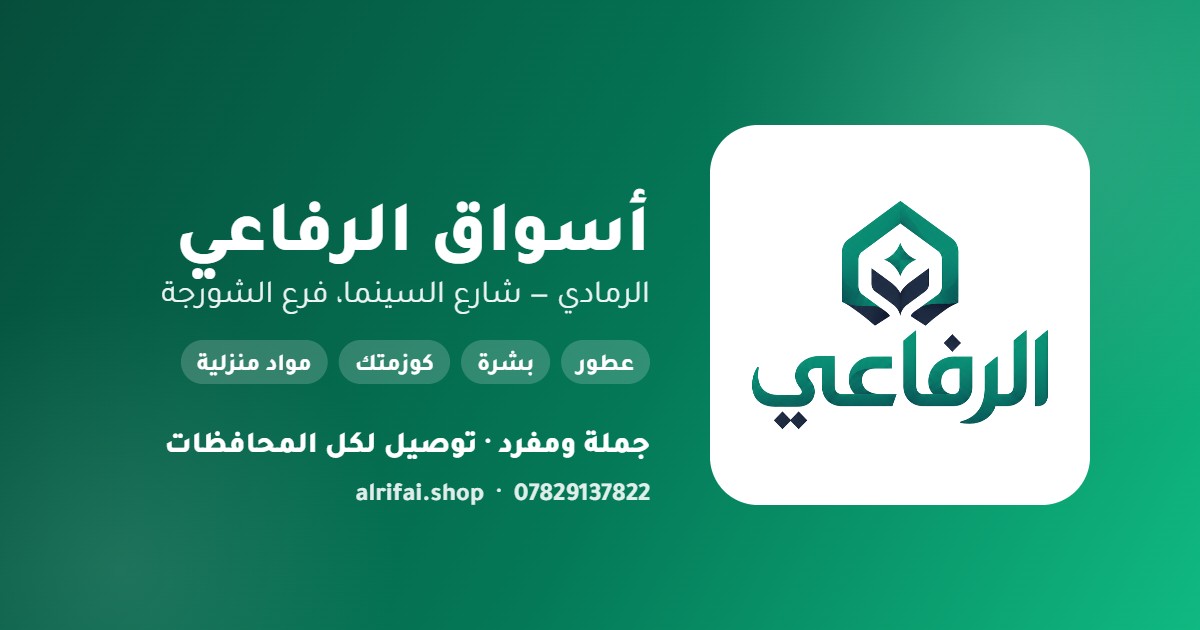 أسواق الرفاعي
الرمادي – شارع السينما، فرع الشورجة
عطور
بشرة
كوزمتك
مواد منزلية
جملة ومفرد · توصيل لكل المحافظات
07829137822 · alrifai.shop
الرفاعي